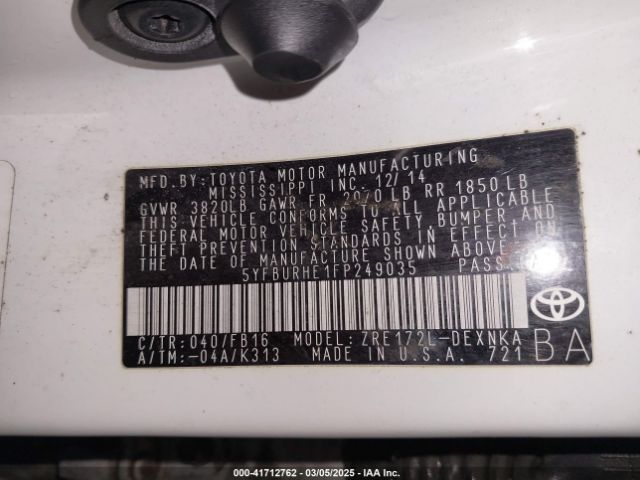 MFD.BY:TOYOTA MOTOR MANUFACTURING
MISSISSIPPI INC. 12/14
GVWR 3820LB GAWR FR 2070LB RR 1850LB
THIS VEHICLE CONFORMS TO ALL APPLICABLE
FEDERAL MOTOR VEHICLE SAFETY BUMPER AND
THEFT PREVENTION STANDARDS IN EFFECT ON
THE DATE OF MANUFACTURE SHOWN ABOVE.
5YFBURHE1FP249035 PASS.
C/TR: 040/FB16 MODEL: ZRE172L-DEXNKA
A/TM:-04A/K313 MADE IN U.S.A. 721
BA
000-41712762 - 03/05/2025 - IAA Inc.